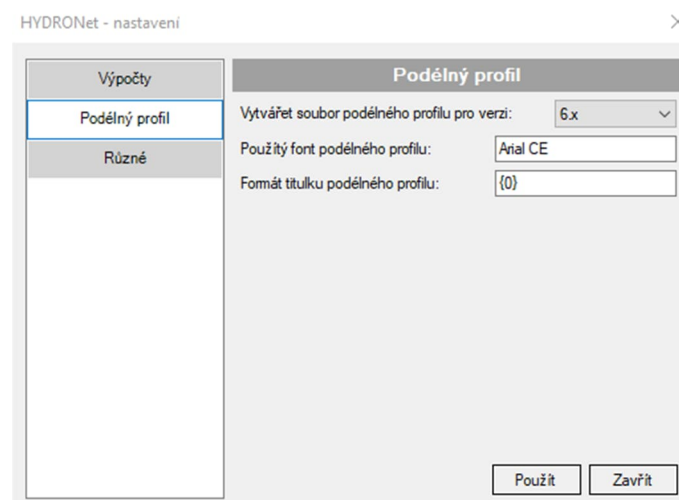 HYDRONet - nastavení
Výpočty
Podélný profil
Různé
Podélný profil
Vytvářet soubor podélného profilu pro verzi: 6.x
Použítý font podélného profilu: Arial CE
Formát titulku podélného profilu: {0}
Použít Zavřít